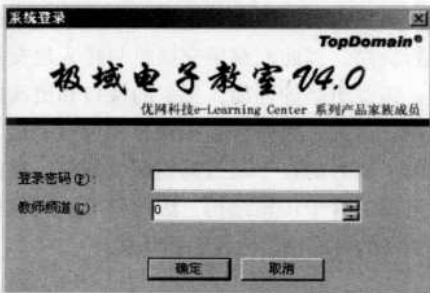 系统登录
TopDomain®
极域电子教室 V4.0
优网科技e-Learning Center 系列产品家族成员
登录密码(P):
教师频道(C): 0
确定 取消